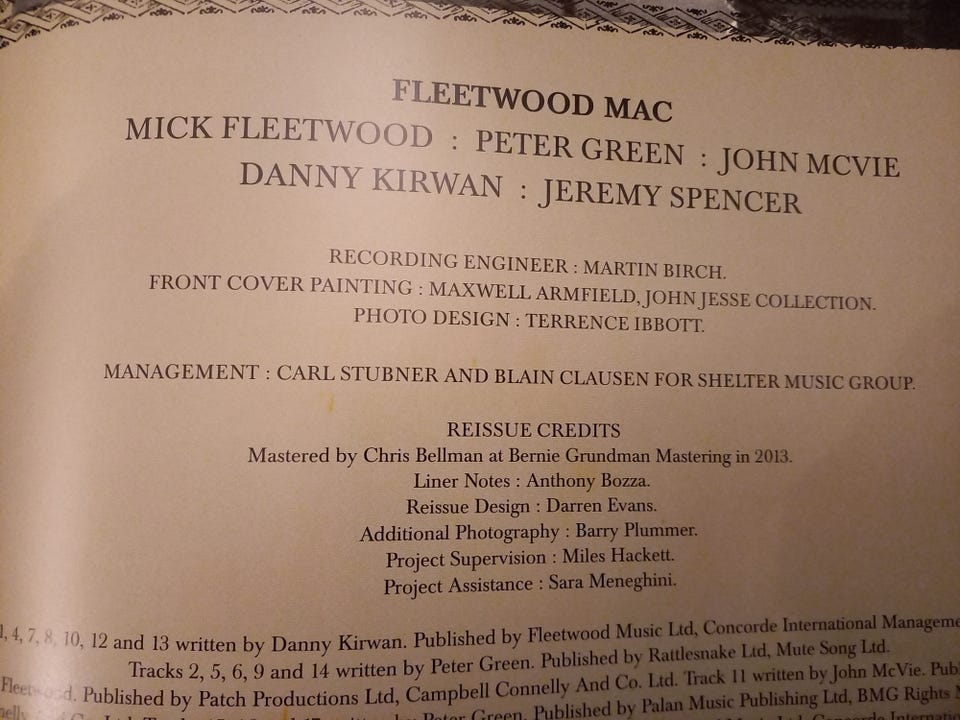 FLEETWOOD MAC
MICK FLEETWOOD : PETER GREEN : JOHN MCVIE
DANNY KIRWAN : JEREMY SPENCER
RECORDING ENGINEER : MARTIN BIRCH.
FRONT COVER PAINTING : MAXWELL ARMFIELD, JOHN JESSE COLLECTION.
PHOTO DESIGN : TERRENCE IBBOTT.
MANAGEMENT : CARL STUBNER AND BLAIN CLAUSEN FOR SHELTER MUSIC GROUP.
REISSUE CREDITS
Mastered by Chris Bellman at Bernie Grundman Mastering in 2013.
Liner Notes : Anthony Bozza.
Reissue Design : Darren Evans.
Additional Photography : Barry Plummer.
Project Supervision : Miles Hackett.
Project Assistance : Sara Meneghini.
1, 4, 7, 8, 10, 12 and 13 written by Danny Kirwan. Published by Fleetwood Music Ltd, Concorde International
Tracks 2, 5, 6, 9 and 14 written by Peter Green. Published by Rattlesnake Ltd, Mute Song Ltd.
Published by Patch Productions Ltd, Campbell Connelly And Co. Ltd. Track 11 written by John McVie.
Peter Green. Published by Palan Music Publishing Ltd, BMG Rights